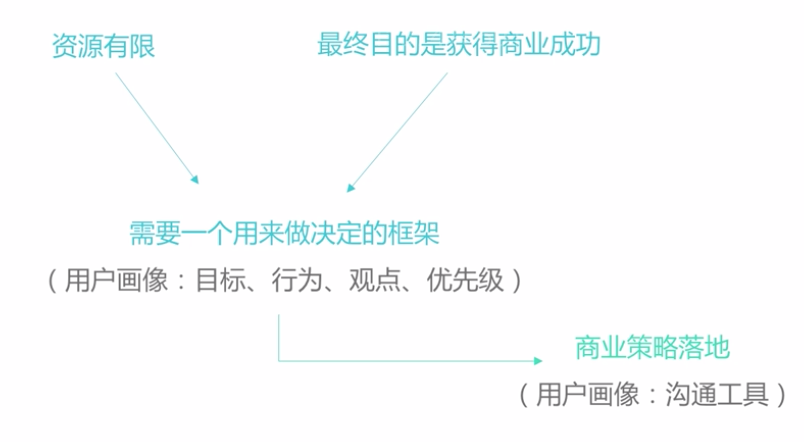 资源有限
最终目的是获得商业成功
需要一个用来做决定的框架
（用户画像：目标、行为、观点、优先级）
商业策略落地
（用户画像：沟通工具）